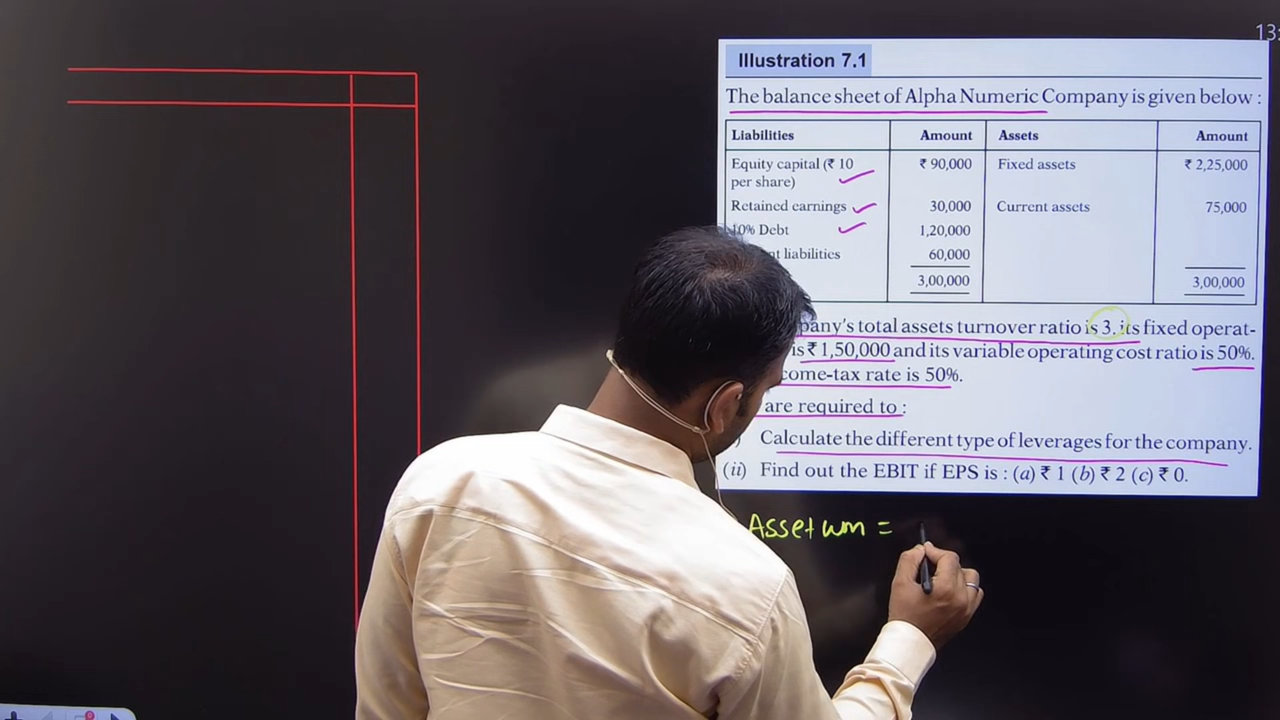 13:
Illustration 7.1
The balance sheet of Alpha Numeric Company is given below :
Liabilities Amount Assets Amount
Equity capital (₹ 10 ₹ 90,000 Fixed assets ₹ 2,25,000
per share)
Retained earnings 30,000 Current assets 75,000
10% Debt 1,20,000
liabilities 60,000
3,00,000 3,00,000
total assets turnover ratio is 3. its fixed operat-
is ₹ 1,50,000 and its variable operating cost ratio is 50%.
tax rate is 50%.
are required to :
Calculate the different type of leverages for the company.
(ii) Find out the EBIT if EPS is : (a) ₹ 1 (b) ₹ 2 (c) ₹ 0.
Asset =